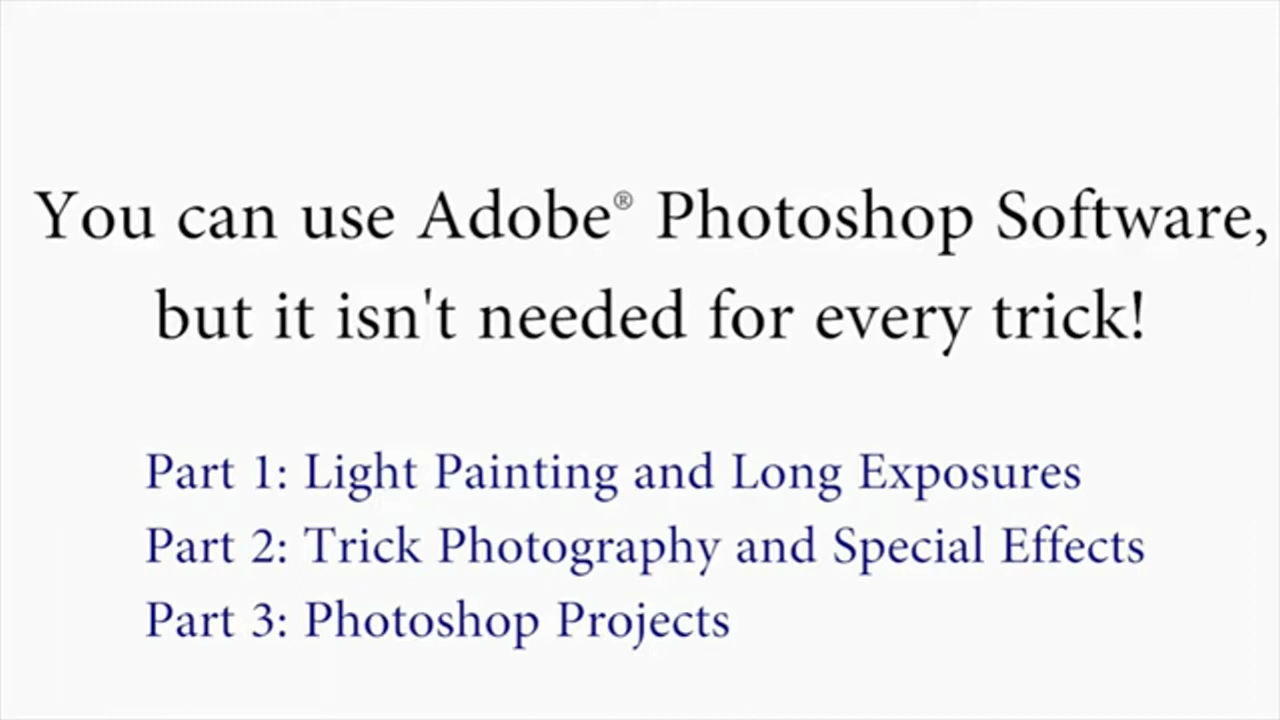 You can use Adobe® Photoshop Software,
but it isn't needed for every trick!
Part 1: Light Painting and Long Exposures
Part 2: Trick Photography and Special Effects
Part 3: Photoshop Projects